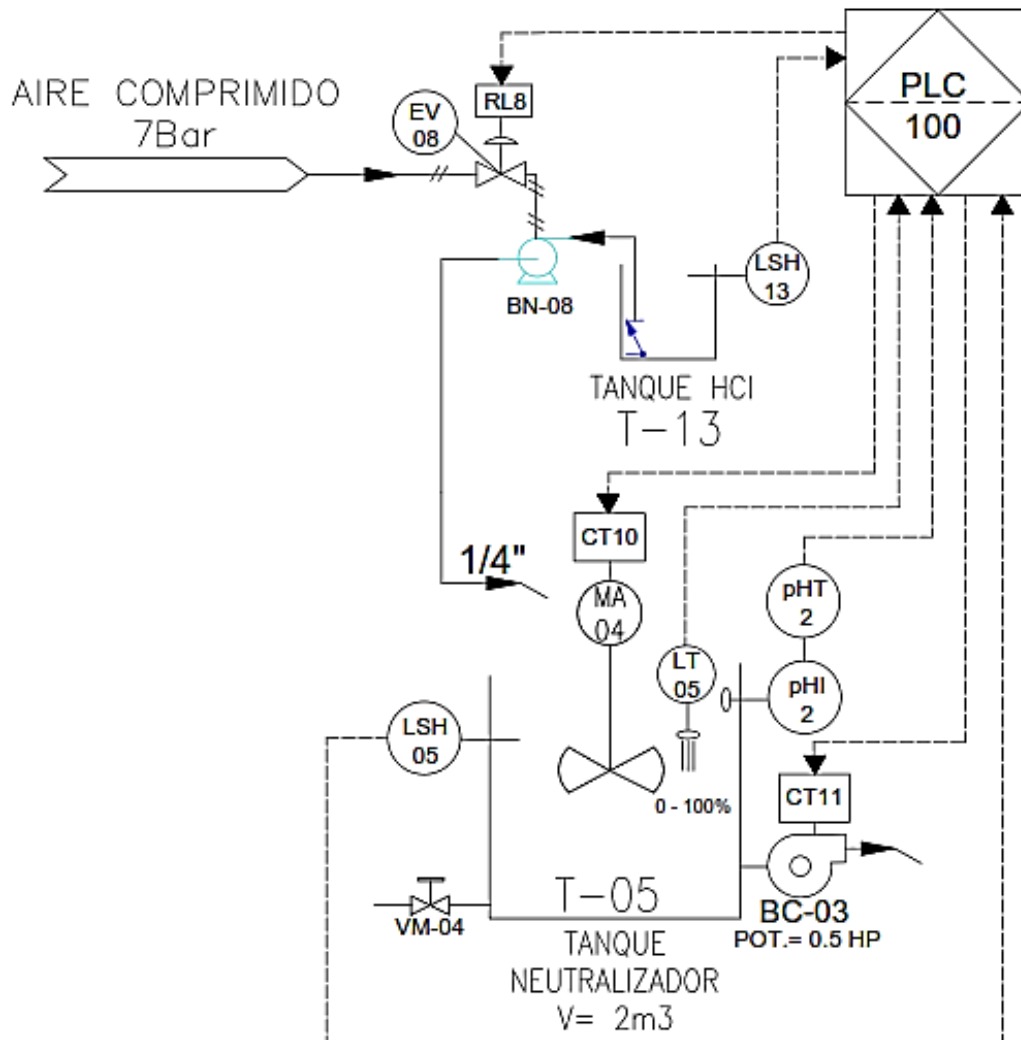 AIRE COMPRIMIDO
7Bar
EV
08
RL8
PLC
100
BN-08
LSH
13
TANQUE HCl
T-13
CT10
1/4"
MA
04
pHT
2
LT
05
pHI
2
LSH
05
0 - 100%
CT11
VM-04
T-05
BC-03
POT.= 0.5 HP
TANQUE
NEUTRALIZADOR
V= 2m3